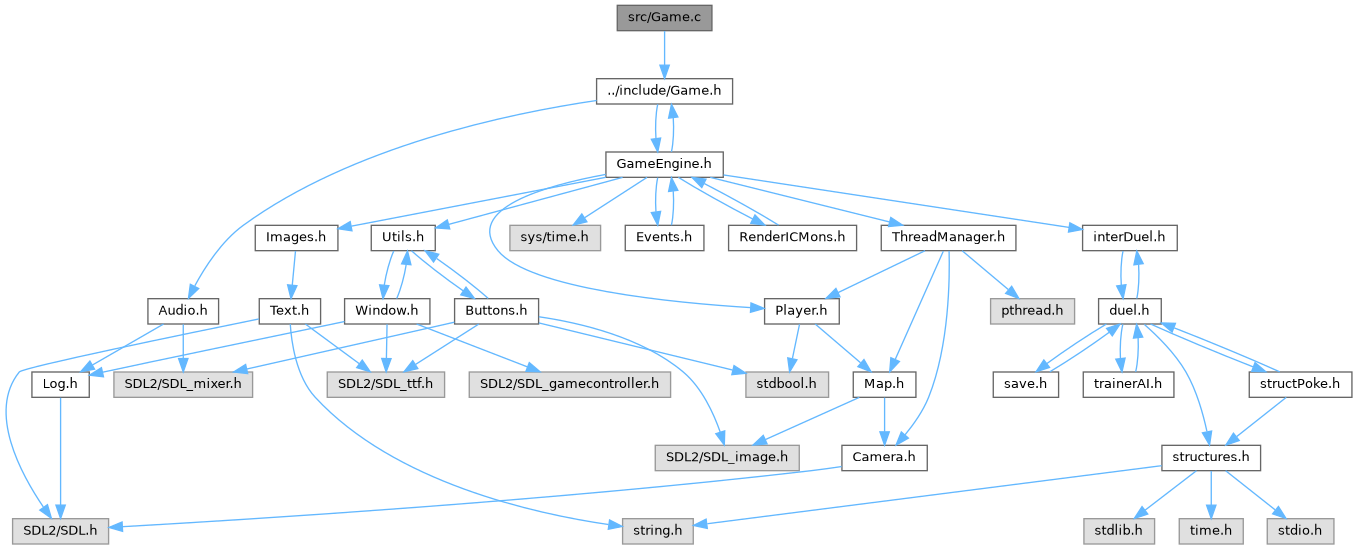 src/Game.c
../include/Game.h
GameEngine.h
Images.h
Utils.h
sys/time.h
Events.h
RenderICMons.h
ThreadManager.h
interDuel.h
Audio.h
Text.h
Window.h
Buttons.h
Player.h
pthread.h
duel.h
Log.h
SDL2/SDL_mixer.h
SDL2/SDL_ttf.h
SDL2/SDL_gamecontroller.h
stdbool.h
Map.h
save.h
trainerAI.h
structPoke.h
SDL2/SDL_image.h
Camera.h
structures.h
SDL2/SDL.h
string.h
stdlib.h
time.h
stdio.h